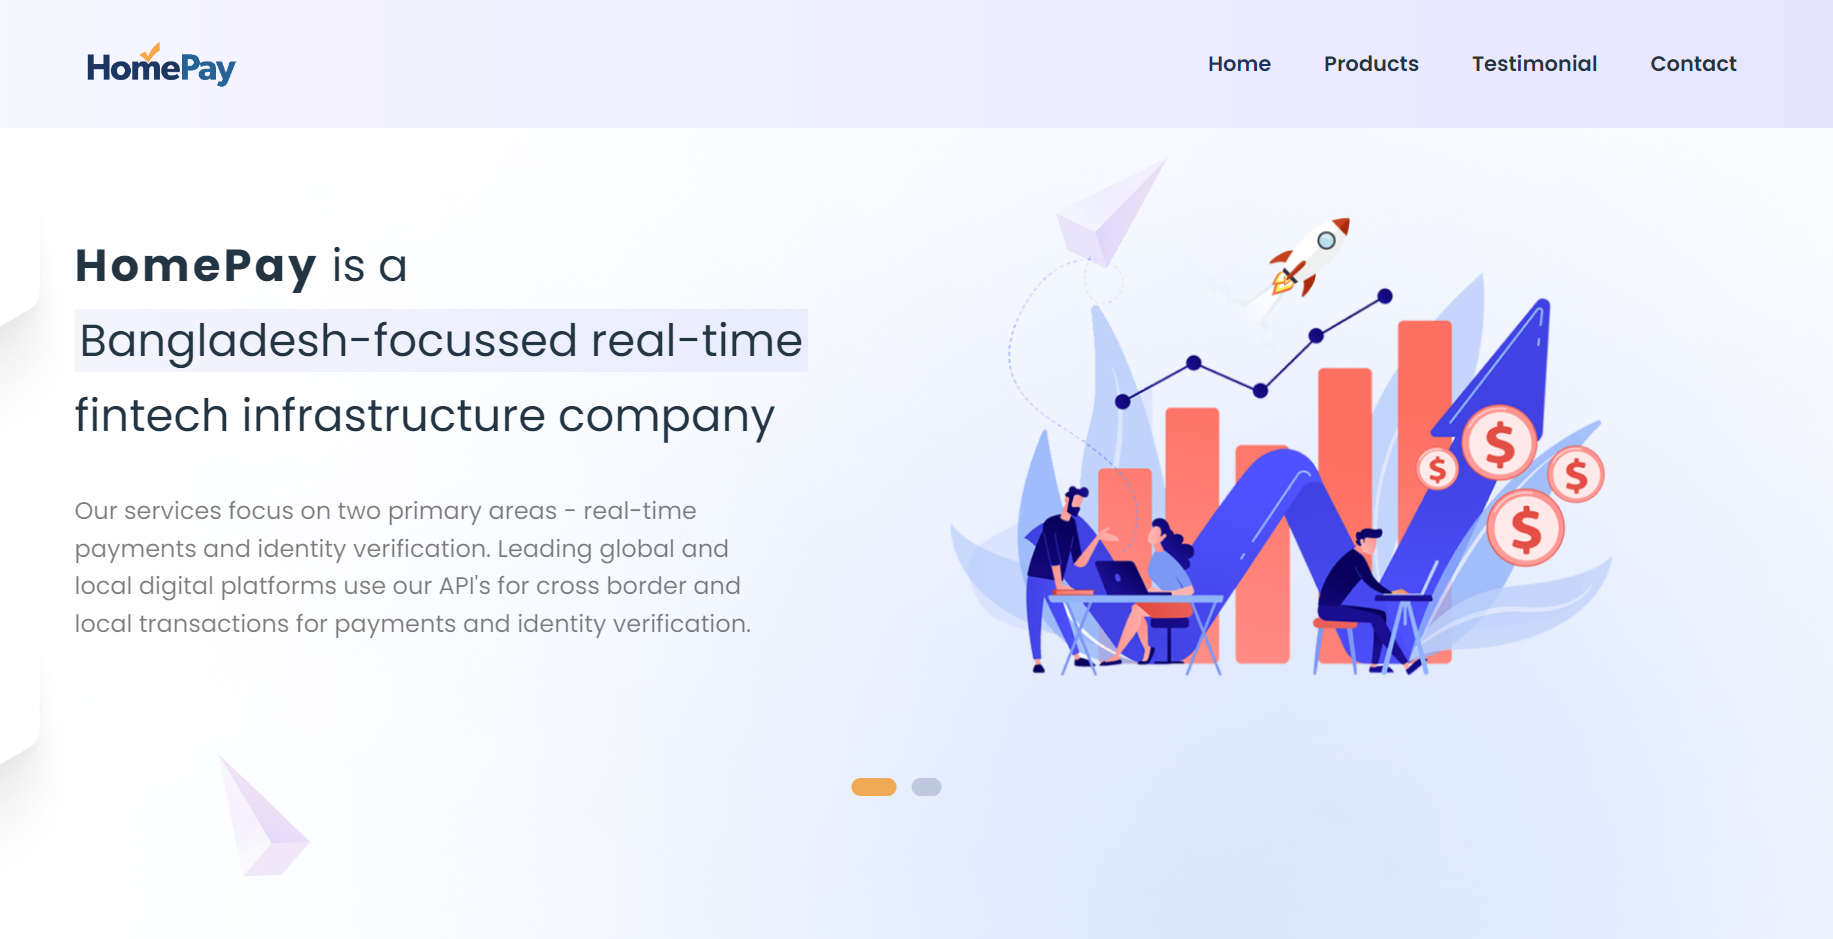 HomePay
Home Products Testimonial Contact
HomePay is a
Bangladesh-focussed real-time
fintech infrastructure company
Our services focus on two primary areas - real-time
payments and identity verification. Leading global and
local digital platforms use our API's for cross border and
local transactions for payments and identity verification.
$
$
$
$